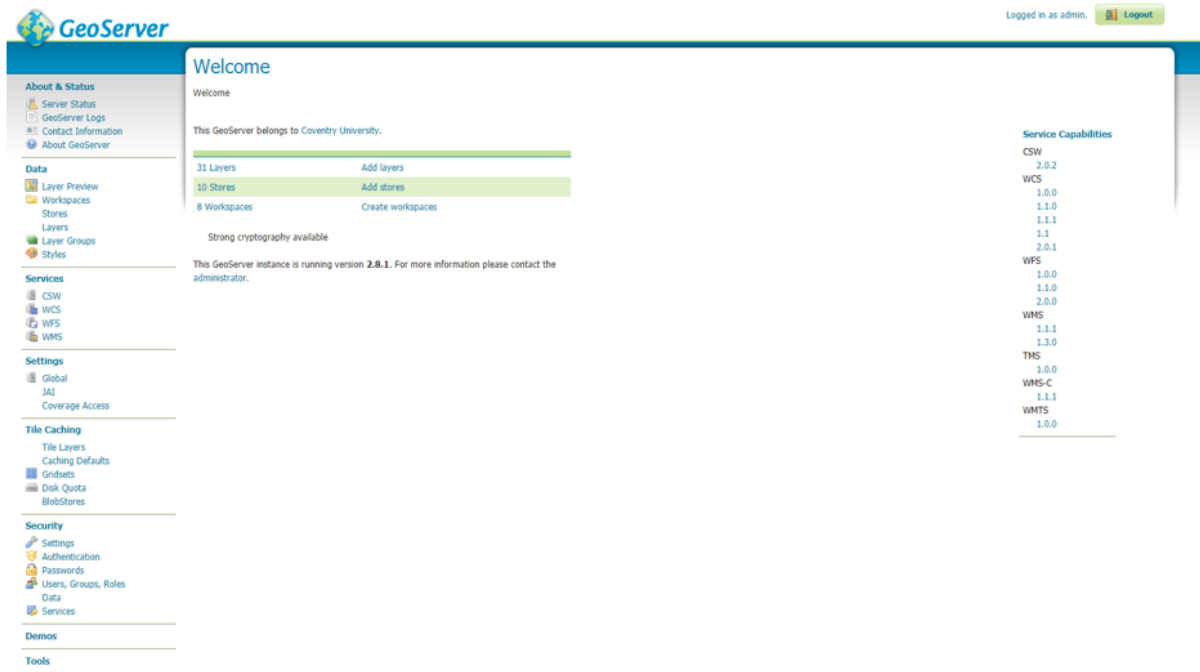 GeoServer
Logged in as admin. Logout
About & Status
Server Status
GeoServer Logs
Contact Information
About GeoServer
Data
Layer Preview
Workspaces
Stores
Layers
Layer Groups
Styles
Services
CSW
WCS
WFS
WMS
Settings
Global
JAI
Coverage Access
Tile Caching
Tile Layers
Caching Defaults
Gridsets
Disk Quota
BlobStores
Security
Settings
Authentication
Passwords
Users, Groups, Roles
Data
Services
Demos
Tools
Welcome
Welcome
This GeoServer belongs to Coventry University.
31 Layers Add layers
10 Stores Add stores
8 Workspaces Create workspaces
Strong cryptography available
This GeoServer instance is running version 2.8.1. For more information please contact the
administrator.
Service Capabilities
CSW
2.0.2
WCS
1.0.0
1.1.0
1.1.1
1.1
2.0.1
WFS
1.0.0
1.1.0
2.0.0
WMS
1.1.1
1.3.0
TMS
1.0.0
WMS-C
1.1.1
WMTS
1.0.0